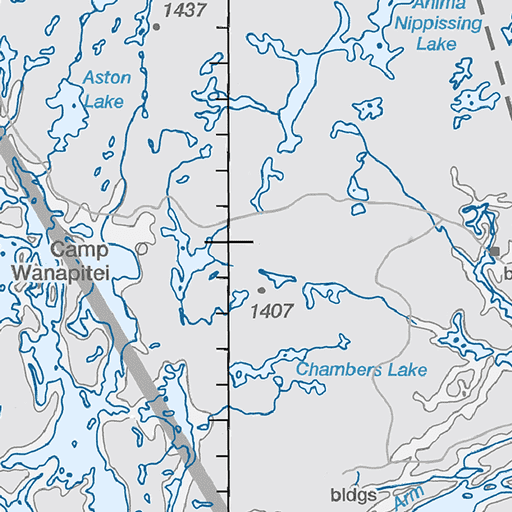 1437
Anima
Nippissing
Lake
Aston
Lake
Camp
Wanapitei
b
1407
Chambers Lake
bldgs
Arm